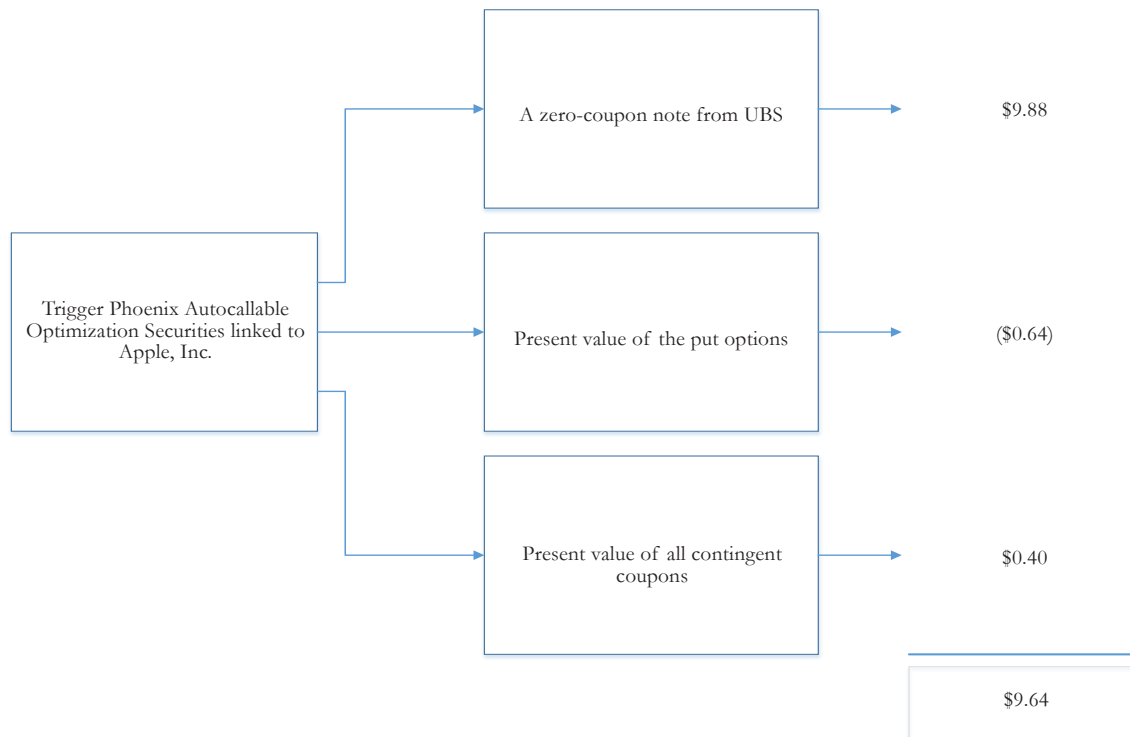 A zero-coupon note from UBS
$9.88
Trigger Phoenix Autocallable
Optimization Securities linked to
Apple, Inc.
Present value of the put options
($0.64)
Present value of all contingent
coupons
$0.40
$9.64